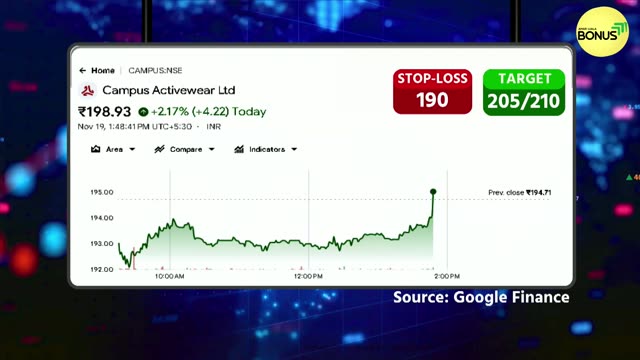 BONUS
← Home | CAMPUS:NSE
Campus Activewear Ltd
₹198.93 +2.17% (+4.22) Today
Nov 19, 1:48:41 PM UTC+5:30 · INR
STOP-LOSS
190
TARGET
205/210
Area Compare Indicators
195.00
Prev. close ₹194.71
194.00
193.00
192.00
10:00 AM 12:00 PM 2:00 PM
Source: Google Finance